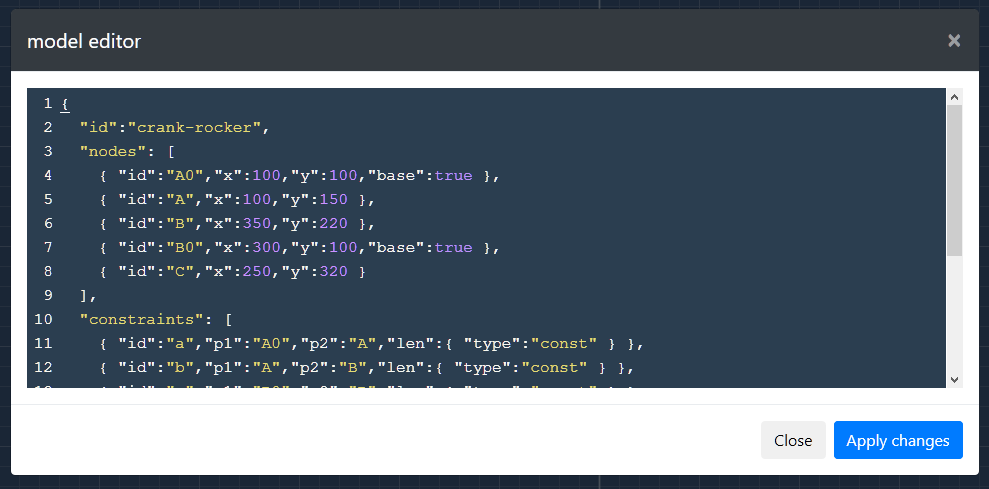 model editor ×
1 {
2 "id":"crank-rocker",
3 "nodes": [
4 { "id":"A0","x":100,"y":100,"base":true },
5 { "id":"A","x":100,"y":150 },
6 { "id":"B","x":350,"y":220 },
7 { "id":"B0","x":300,"y":100,"base":true },
8 { "id":"C","x":250,"y":320 }
9 ],
10 "constraints": [
11 { "id":"a","p1":"A0","p2":"A","len":{ "type":"const" } },
12 { "id":"b","p1":"A","p2":"B","len":{ "type":"const" } },
Close Apply changes